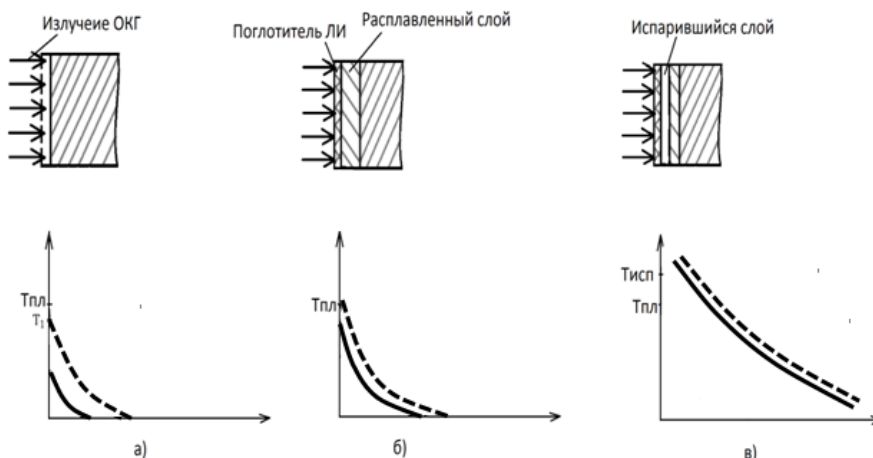 Излучеие ОКГ
Поглотитель ЛИ
Расплавленный слой
Испарившийся слой
Тпл
Т₁
Тпл
Тисп
Тпл
а)
б)
в)